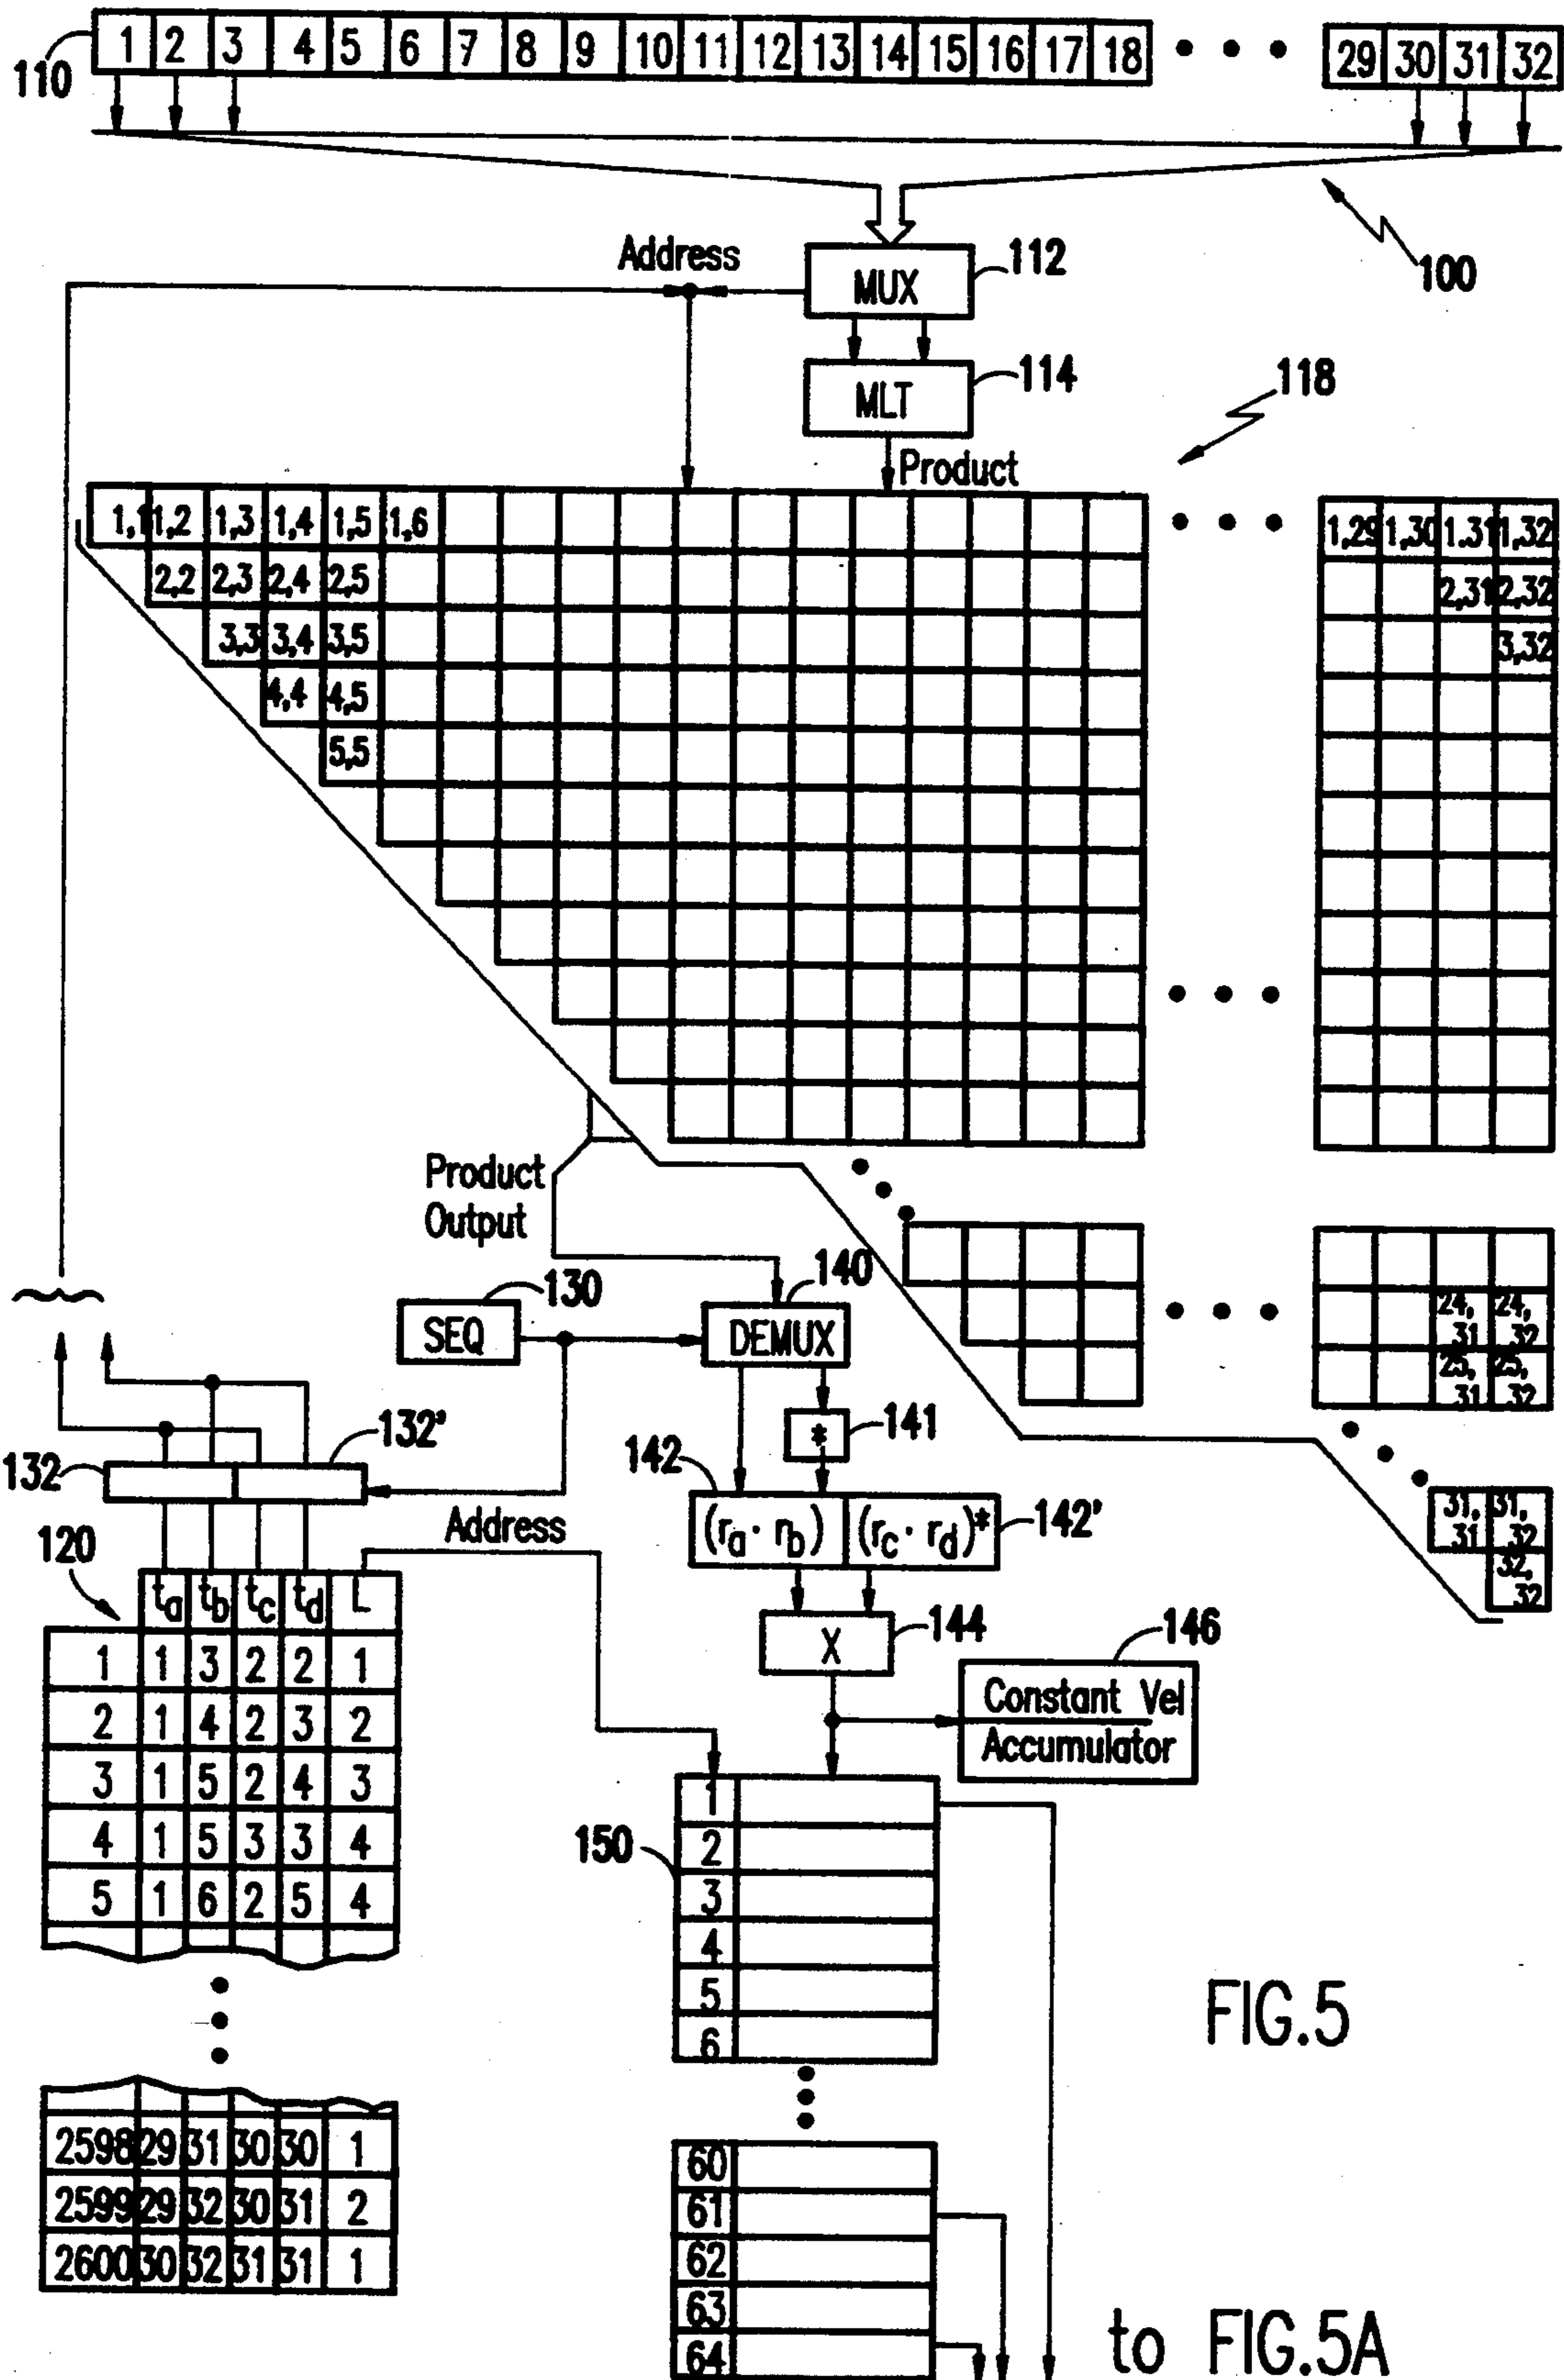 110 1 2 3 4 5 6 7 8 9 10 11 12 13 14 15 16 17 18 • • • 29 30 31 32
100
Address
MUX 112
MLT 114
118
Product
1,1 1,2 1,3 1,4 1,5 1,6 • • • 1,29 1,30 1.31 1,32
2,2 2,3 2,4 2,5 2,31 2,32
3,3 3,4 3,5 3,32
4,4 4,5
5,5
• • •
Product
Output
140
130
SEQ
DEMUX
• • •
24,31 24,32
25,31 25,32
* 141
132 132'
142 (ra · rb) (rc · rd)* 142'
31,31 31,32
32,32
Address
120
ta tb tc td L
1 1 3 2 2 1
2 1 4 2 3 2
3 1 5 2 4 3
4 1 5 3 3 4
5 1 6 2 5 4
X 144
146
Constant Vel
Accumulator
150
1
2
3
4
5
6
FIG.5
2598 29 31 30 30 1
2599 29 32 30 31 2
2600 30 32 31 31 1
60
61
62
63
64
to FIG.5A